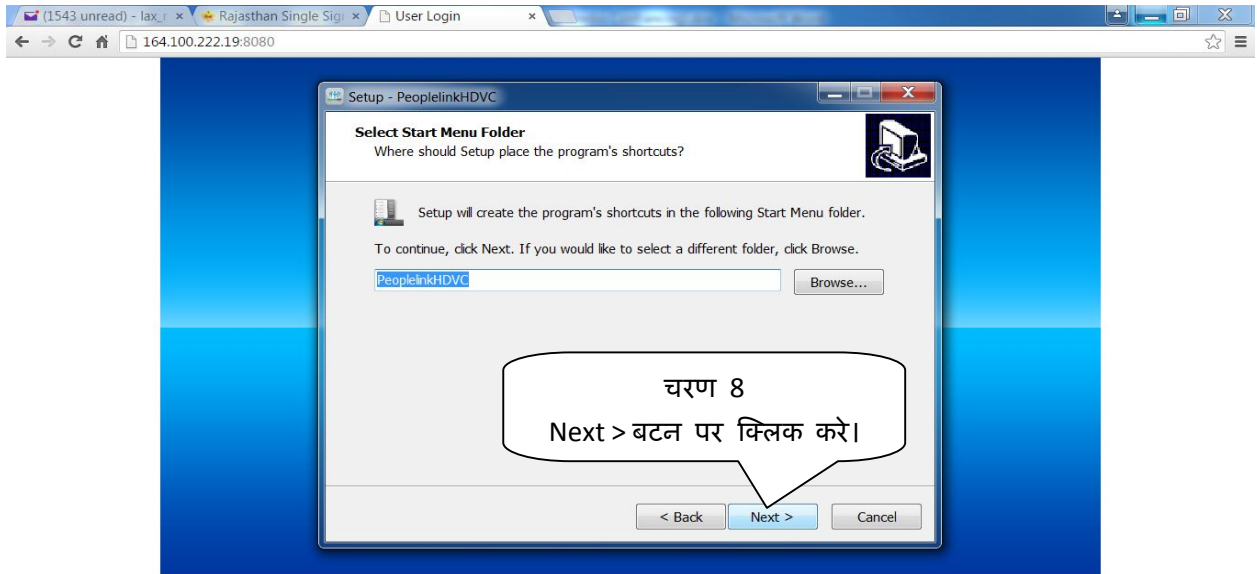 (1543 unread) - lax_r
Rajasthan Single Sig
User Login
164.100.222.19:8080
Setup - PeoplelinkHDVC
Select Start Menu Folder
Where should Setup place the program's shortcuts?
Setup will create the program's shortcuts in the following Start Menu folder.
To continue, click Next. If you would like to select a different folder, click Browse.
PeoplelinkHDVC
Browse...
चरण 8
Next > बटन पर क्लिक करे।
< Back
Next >
Cancel